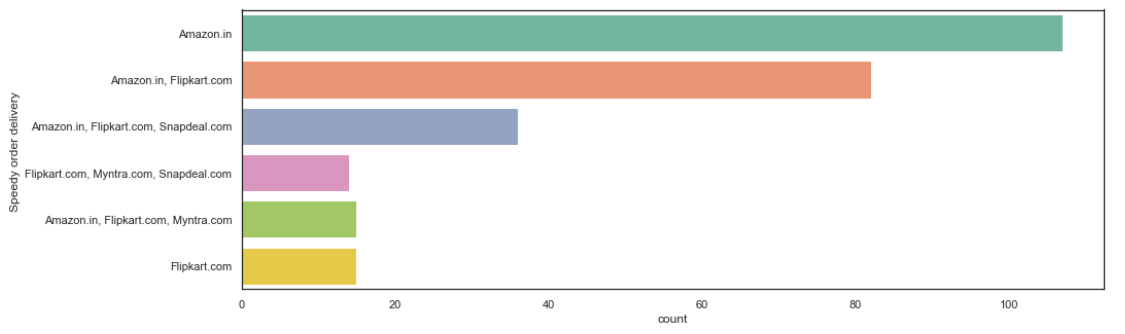 Speedy order delivery
Amazon.in
Amazon.in, Flipkart.com
Amazon.in, Flipkart.com, Snapdeal.com
Flipkart.com, Myntra.com, Snapdeal.com
Amazon.in, Flipkart.com, Myntra.com
Flipkart.com
0 20 40 60 80 100
count